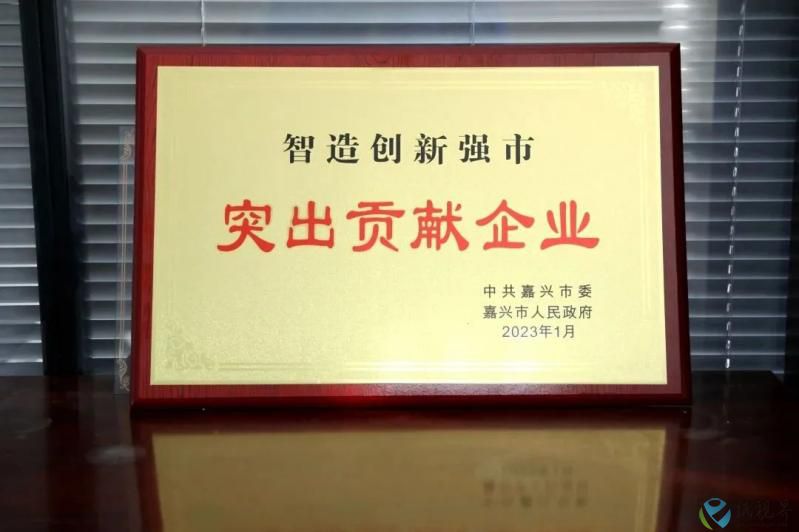 智造创新强市
突出贡献企业
中共嘉兴市委
嘉兴市人民政府
2023年1月